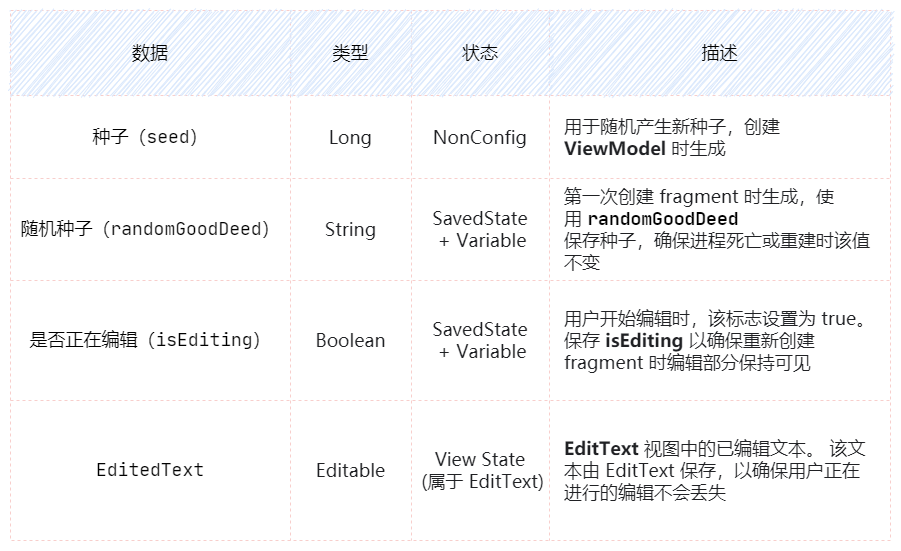 数据 类型 状态 描述
种子（seed） Long NonConfig 用于随机产生新种子，创建
ViewModel 时生成
随机种子（randomGoodDeed） String SavedState
+ Variable
第一次创建 fragment 时生成，使
用 randomGoodDeed
保存种子，确保进程死亡或重建时该值
不变
是否正在编辑（isEditing） Boolean SavedState
+ Variable
用户开始编辑时，该标志设置为 true。
保存 isEditing 以确保重新创建
fragment 时编辑部分保持可见
EditedText Editable View State
(属于 EditText)
EditText 视图中的已编辑文本。 该文
本由 EditText 保存，以确保用户正在
进行的编辑不会丢失